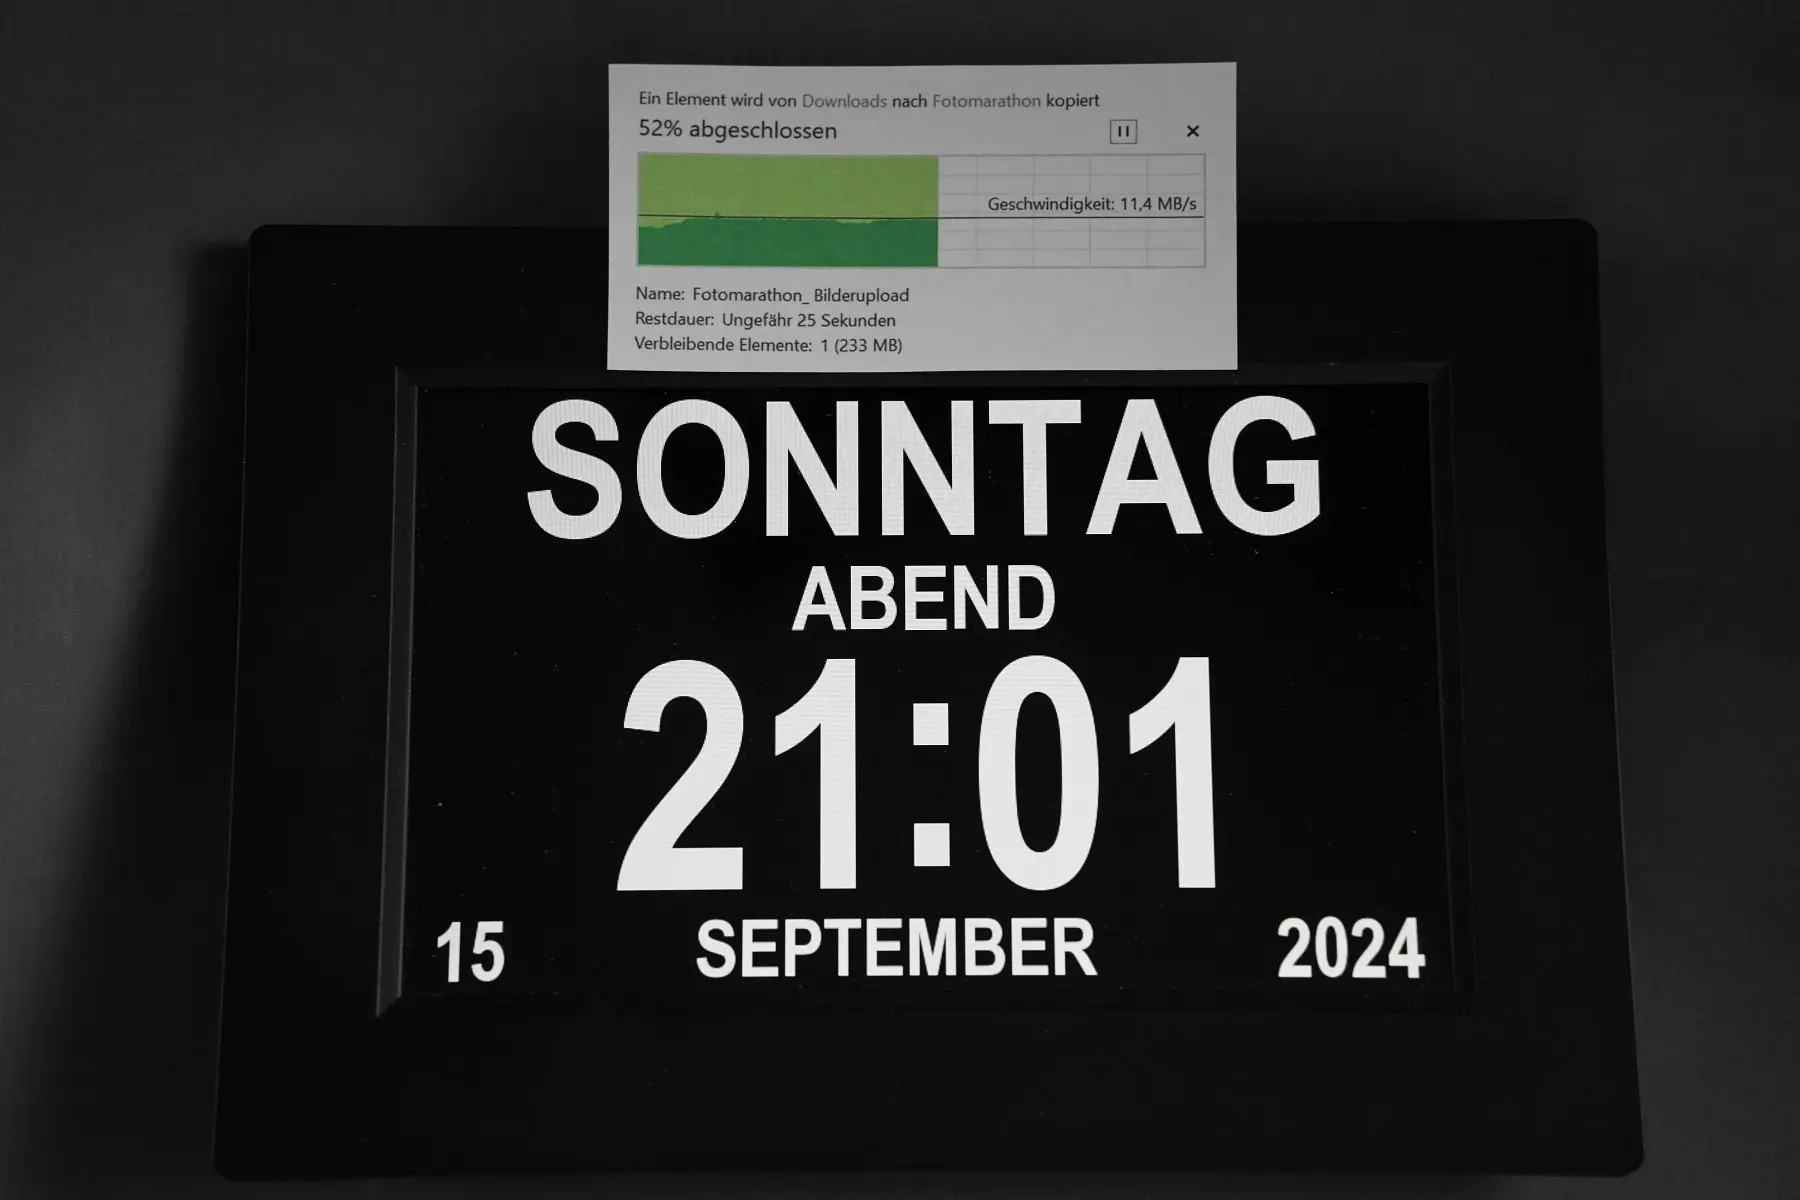 Ein Element wird von Downloads nach Fotomarathon kopiert
52% abgeschlossen
Geschwindigkeit: 11,4 MB/s
Name: Fotomarathon_ Bilderupload
Restdauer: Ungefähr 25 Sekunden
Verbleibende Elemente: 1 (233 MB)
SONNTAG
ABEND
21:01
15 SEPTEMBER 2024